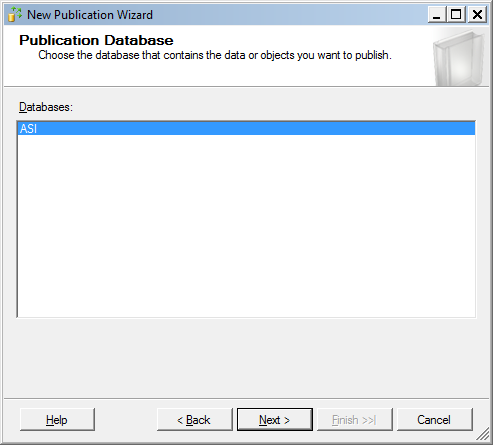 New Publication Wizard
Publication Database
Choose the database that contains the data or objects you want to publish.
Databases:
ASI
Help
< Back
Next >
Finish >>|
Cancel